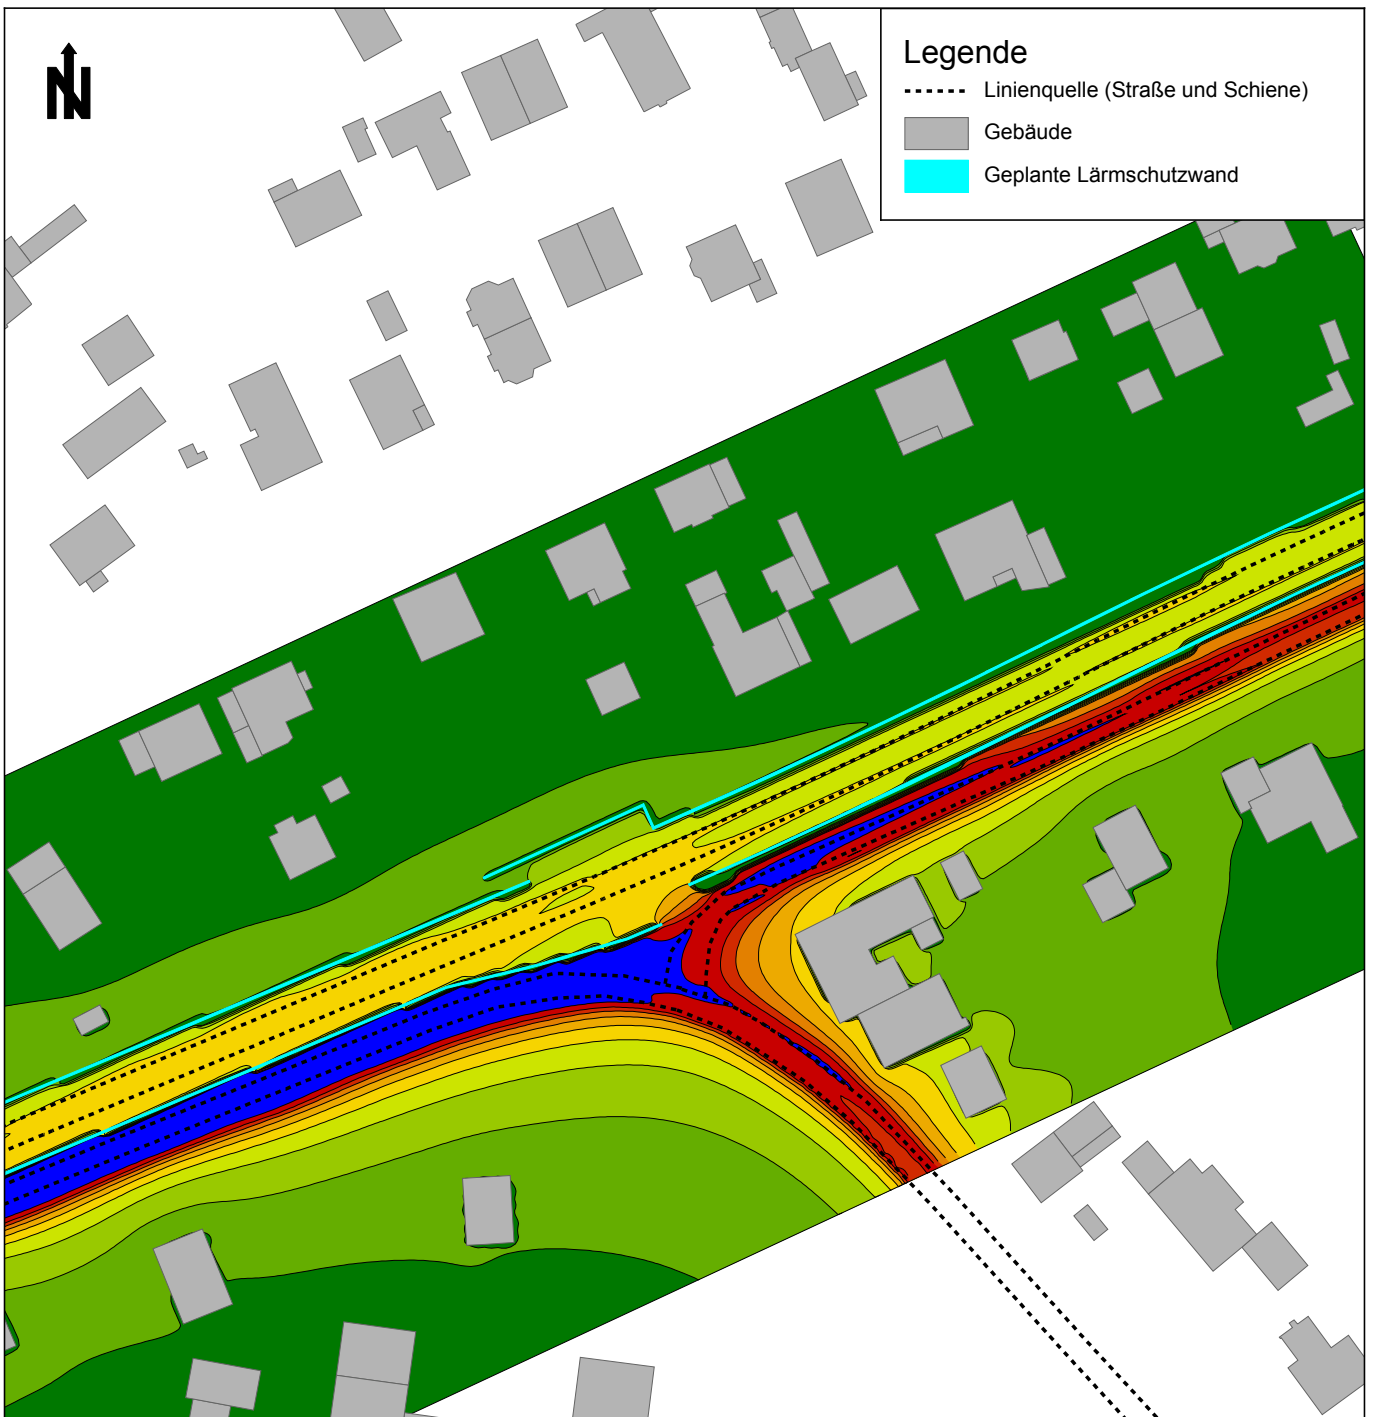 N
Legende
Linienquelle (Straße und Schiene)
Gebäude
Geplante Lärmschutzwand